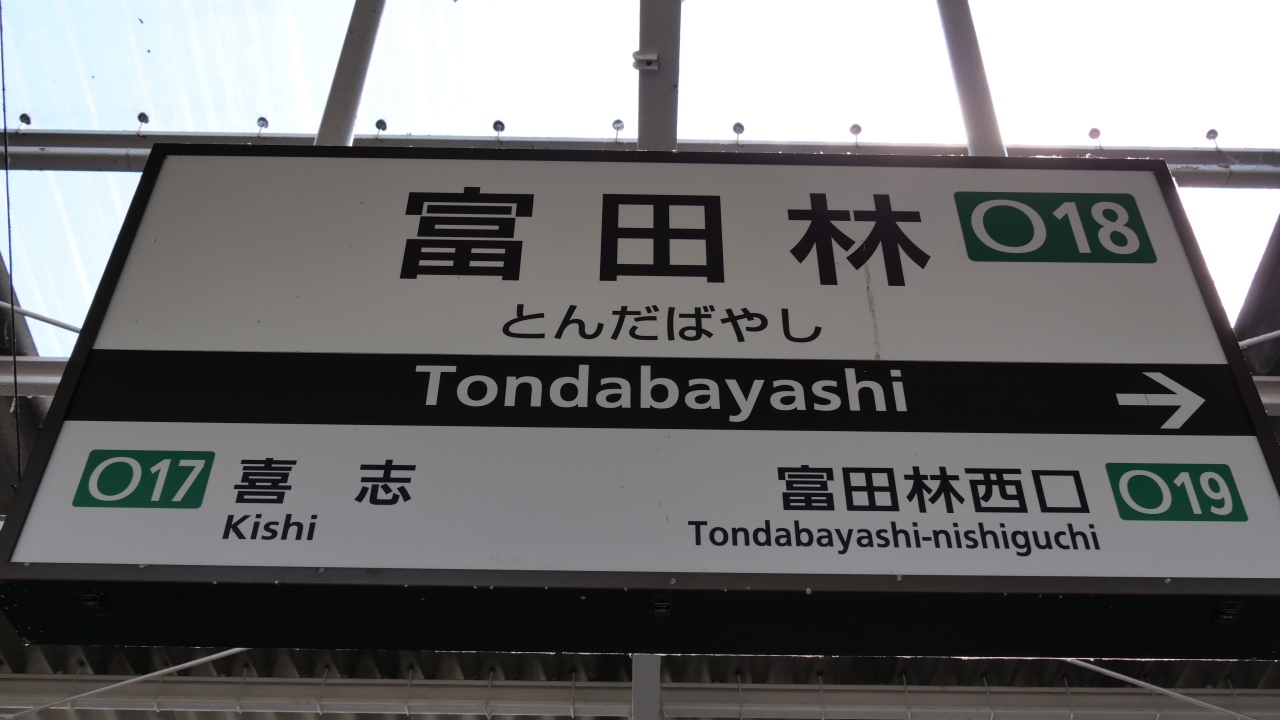 富田林 O18
とんだばやし
Tondabayashi →
O17 喜志 富田林西口 O19
Kishi Tondabayashi-nishiguchi